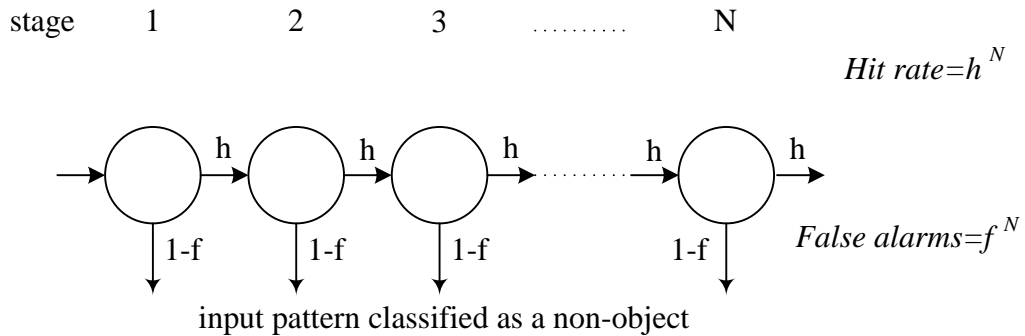 stage 1 2 3 .......... N
Hit rate=h^N
h h h h h
1-f 1-f 1-f 1-f
False alarms=f^N
input pattern classified as a non-object